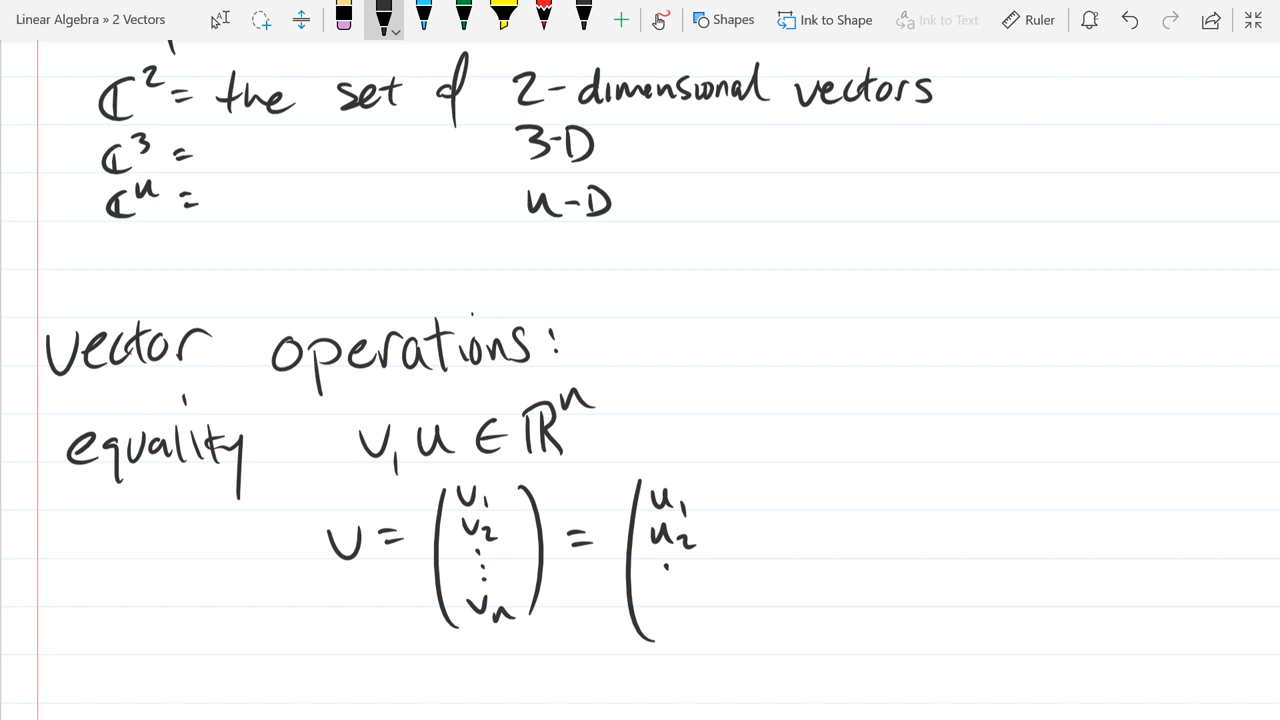 Linear Algebra » 2 Vectors
Shapes
Ink to Shape
Ink to Text
Ruler
ℂ² = the set of 2-dimensional vectors
ℂ³ = 3-D
ℂⁿ = n-D
vector operations:
equality v, u ∈ ℝⁿ
v = (v₁ v₂ ⋮ vₙ) = (u₁ u₂ .